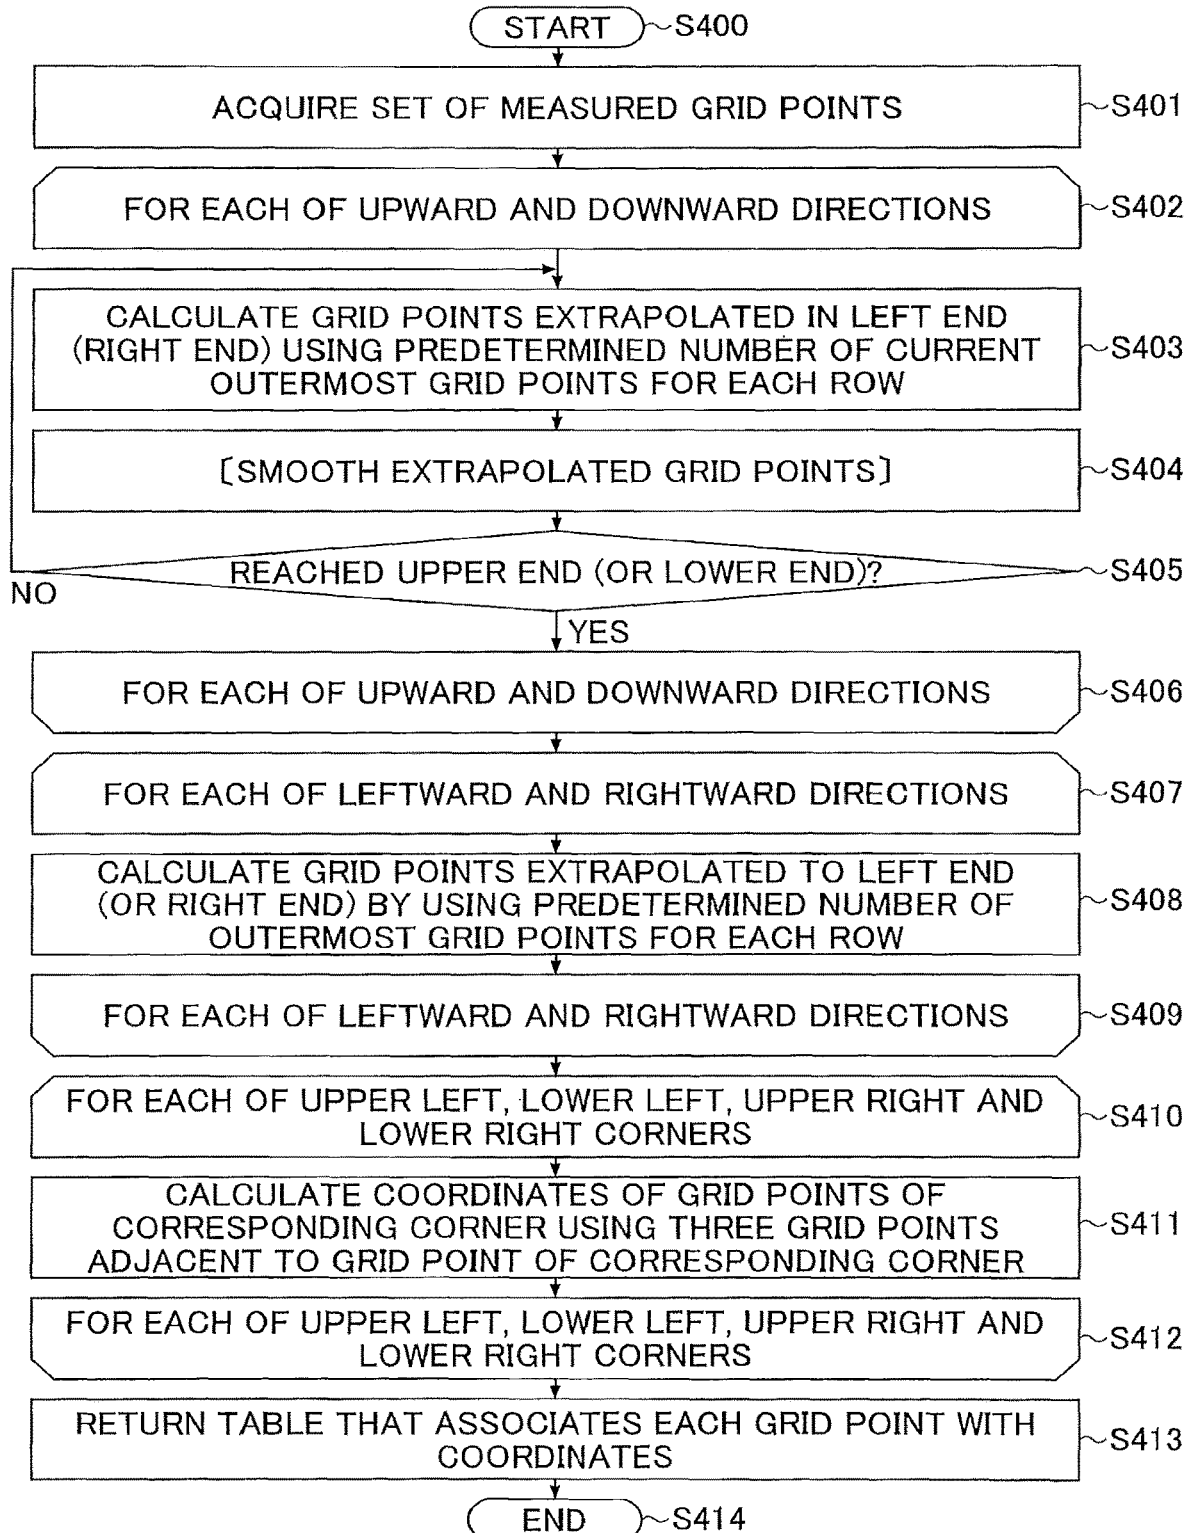 START S400
ACQUIRE SET OF MEASURED GRID POINTS S401
FOR EACH OF UPWARD AND DOWNWARD DIRECTIONS S402
CALCULATE GRID POINTS EXTRAPOLATED IN LEFT END
(RIGHT END) USING PREDETERMINED NUMBER OF CURRENT S403
OUTERMOST GRID POINTS FOR EACH ROW
[SMOOTH EXTRAPOLATED GRID POINTS] S404
REACHED UPPER END (OR LOWER END)? S405
NO
YES
FOR EACH OF UPWARD AND DOWNWARD DIRECTIONS S406
FOR EACH OF LEFTWARD AND RIGHTWARD DIRECTIONS S407
CALCULATE GRID POINTS EXTRAPOLATED TO LEFT END
(OR RIGHT END) BY USING PREDETERMINED NUMBER OF S408
OUTERMOST GRID POINTS FOR EACH ROW
FOR EACH OF LEFTWARD AND RIGHTWARD DIRECTIONS S409
FOR EACH OF UPPER LEFT, LOWER LEFT, UPPER RIGHT AND S410
LOWER RIGHT CORNERS
CALCULATE COORDINATES OF GRID POINTS OF
CORRESPONDING CORNER USING THREE GRID POINTS S411
ADJACENT TO GRID POINT OF CORRESPONDING CORNER
FOR EACH OF UPPER LEFT, LOWER LEFT, UPPER RIGHT AND S412
LOWER RIGHT CORNERS
RETURN TABLE THAT ASSOCIATES EACH GRID POINT WITH S413
COORDINATES
END S414